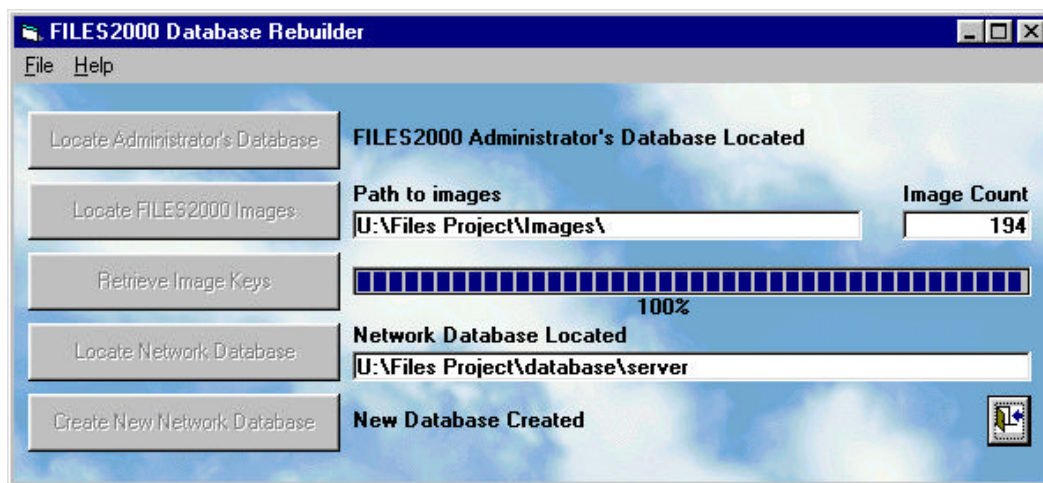 FILES2000 Database Rebuilder
File Help
Locate Administrator's Database
FILES2000 Administrator's Database Located
Locate FILES2000 Images
Path to images
Image Count
U:\Files Project\Images\
194
Retrieve Image Keys
100%
Locate Network Database
Network Database Located
U:\Files Project\database\server
Create New Network Database
New Database Created